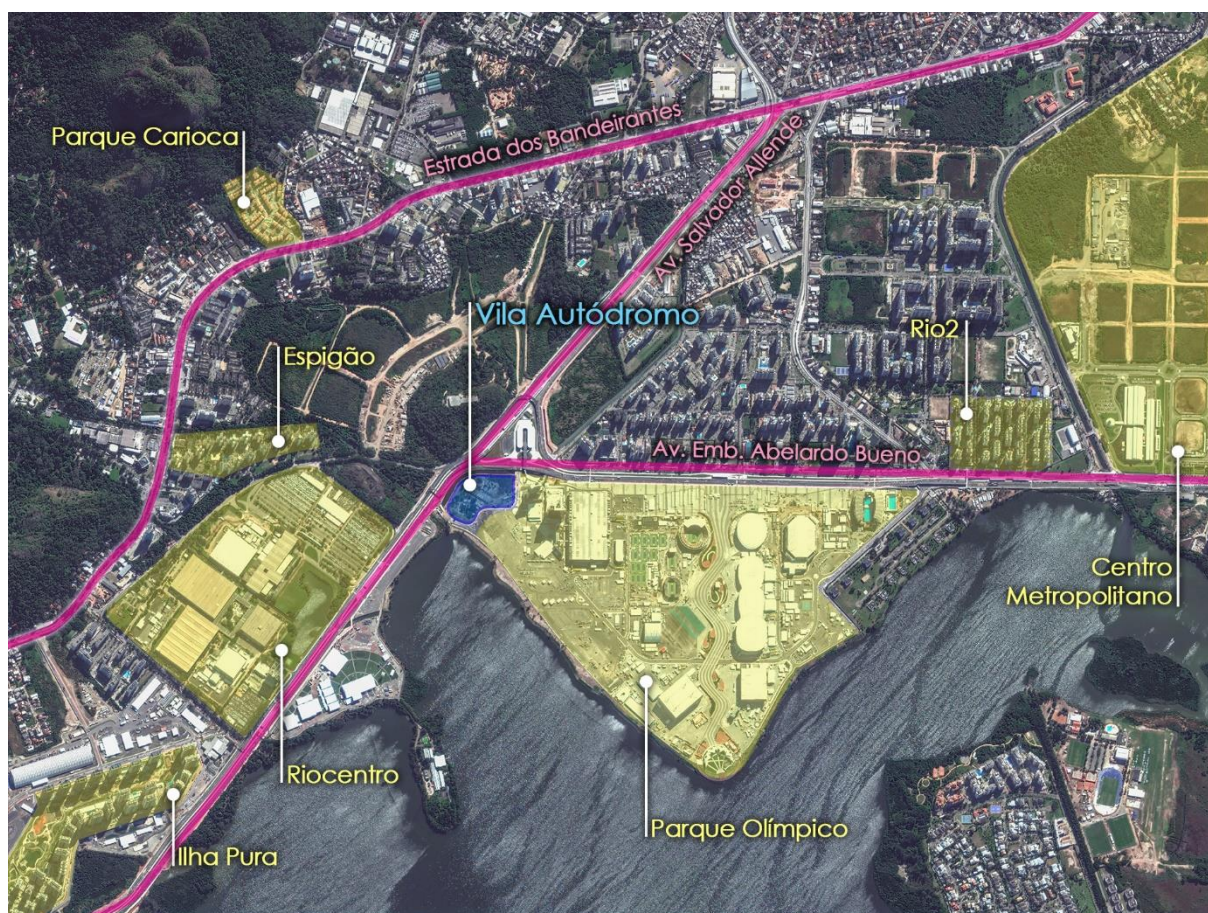 Parque Carioca
Estrada dos Bandeirantes
Av. Salvador Allende
Vila Autódromo
Espigão
Rio2
Av. Emb. Abelardo Bueno
Centro
Metropolitano
Riocentro
Parque Olímpico
Ilha Pura